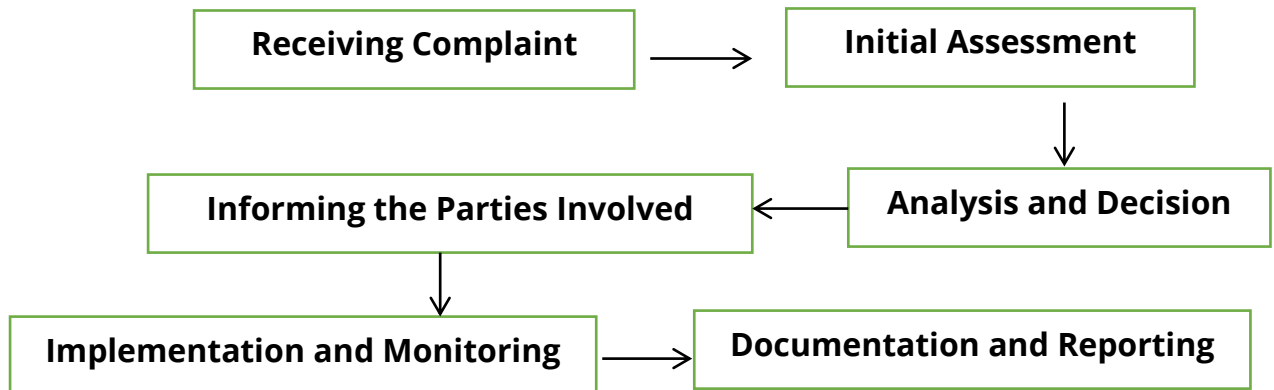 Receiving Complaint
Initial Assessment
Analysis and Decision
Informing the Parties Involved
Implementation and Monitoring
Documentation and Reporting